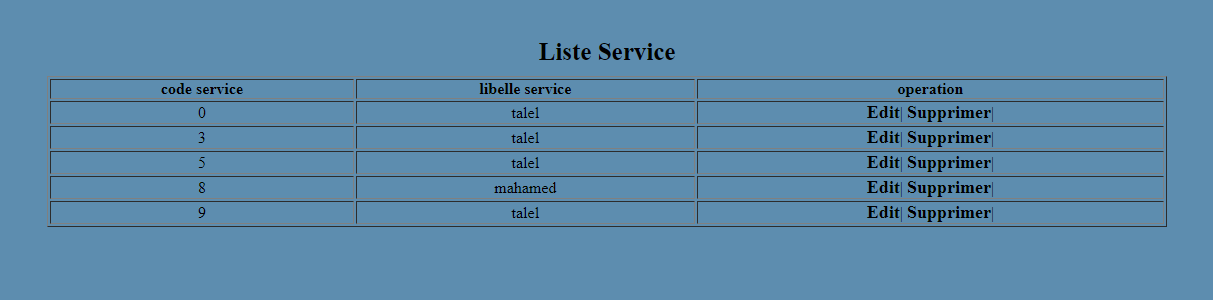 Liste Service
code service libelle service operation
0 talel Edit| Supprimer|
3 talel Edit| Supprimer|
5 talel Edit| Supprimer|
8 mahamed Edit| Supprimer|
9 talel Edit| Supprimer|